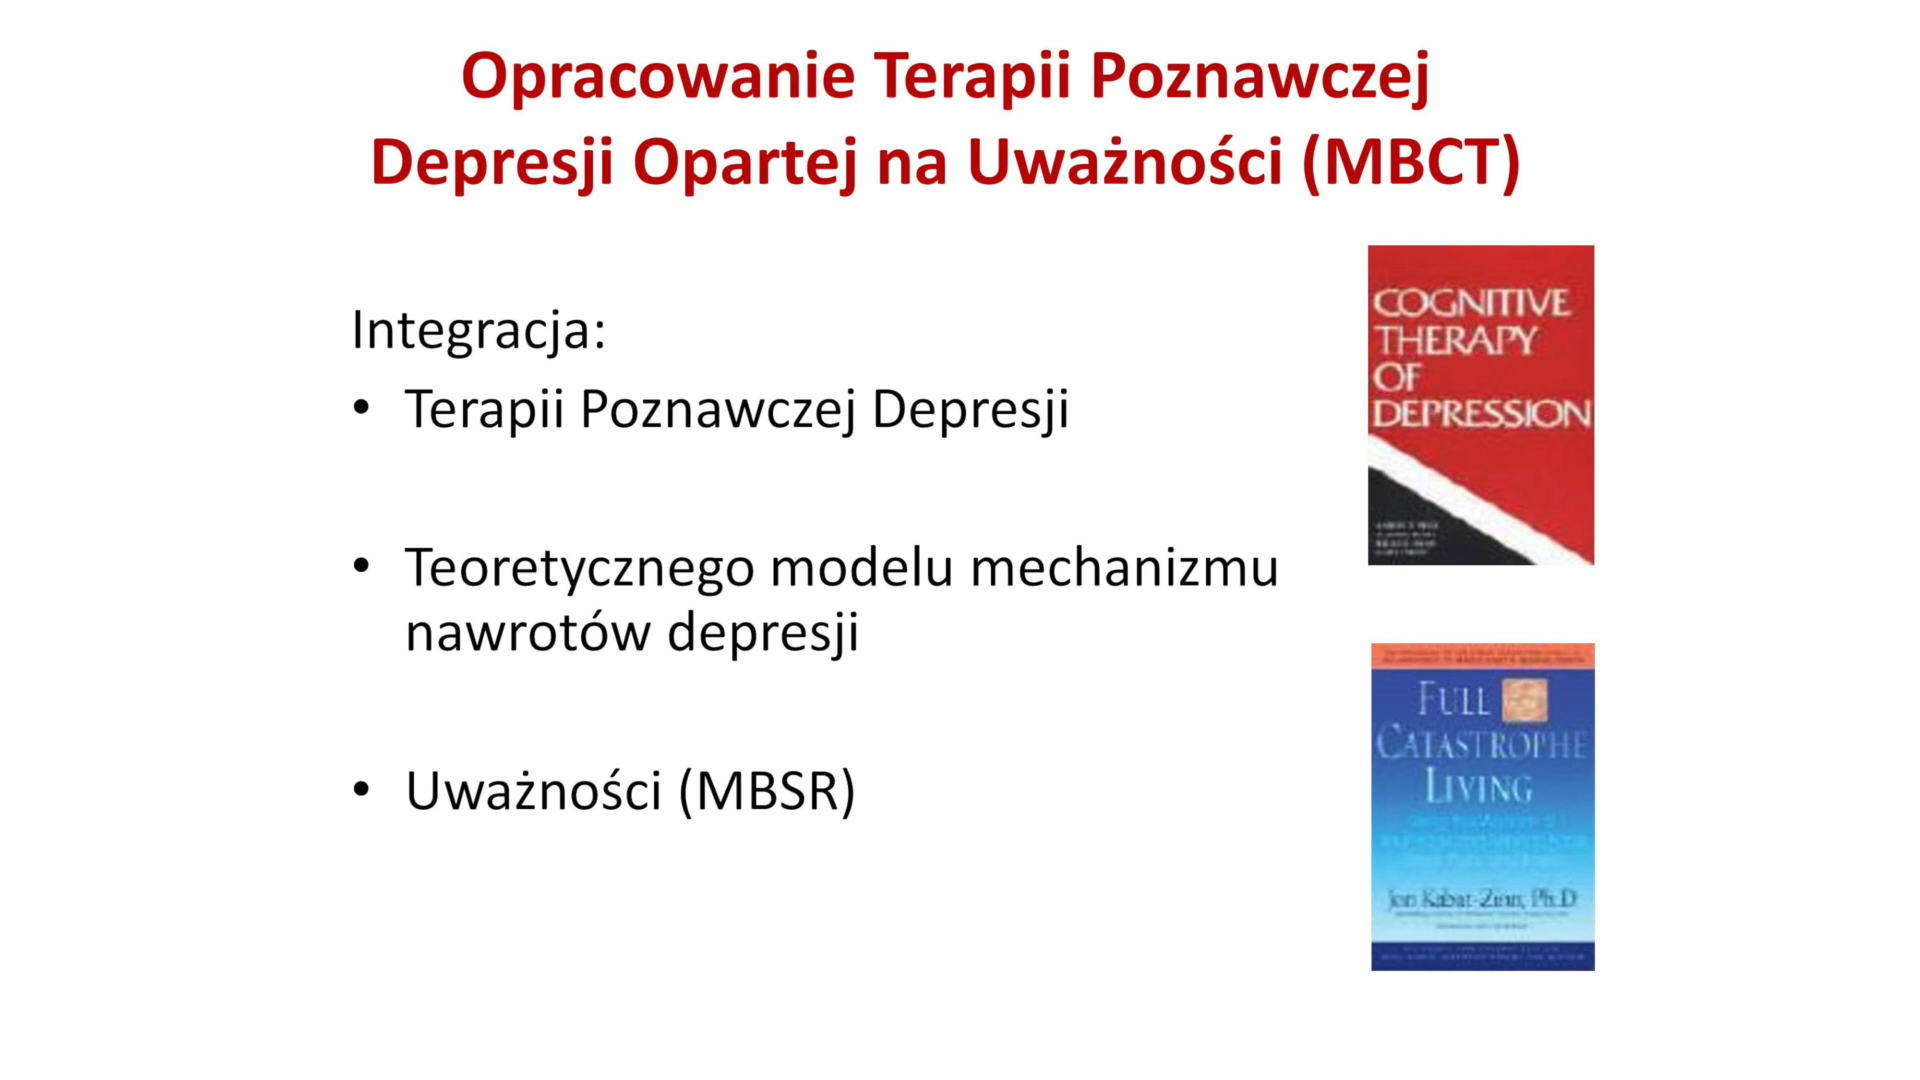 Opracowanie Terapii Poznawczej
Depresji Opartej na Uważności (MBCT)
Integracja:
• Terapii Poznawczej Depresji
• Teoretycznego modelu mechanizmu
nawrotów depresji
• Uważności (MBSR)
COGNITIVE
THERAPY
OF
DEPRESSION
FULL
CATASTROPHE
LIVING
Jon Kabat-Zinn, Ph.D